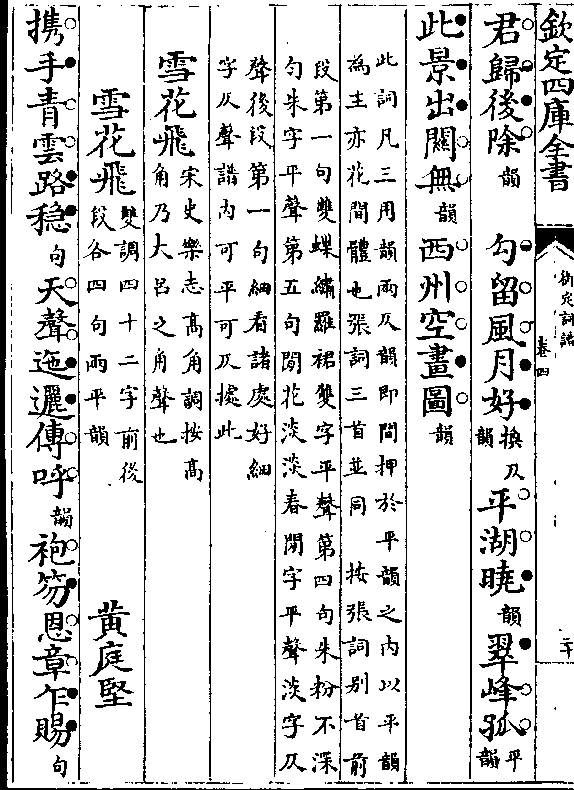 欽定四庫全書
御定詞譜
卷四
二十
君歸後除韻 勾留風月好換仄韻 平湖曉韻 翠峰孤平韻
此景出關無韻 西州空畫圖韻
此詞凡三用韻兩仄韻即間押於平韻之内以平韻
為主亦花間體也張詞三首並同 按張詞别首前
段第一句雙蝶繡羅裙雙字平聲第四句朱粉不深
勻朱字平聲第五句閒花淡淡春閒字平聲淡字仄
聲後段第一句細看諸處好細
字仄聲譜内可平可仄據此
雪花飛 宋史樂志髙角調按髙
角乃大呂之角聲也
雪花飛 雙調四十二字前後
段各四句兩平韻 黄庭堅
携手青雲路穩句 天聲迤邐傳呼韻 袍笏恩章乍賜句